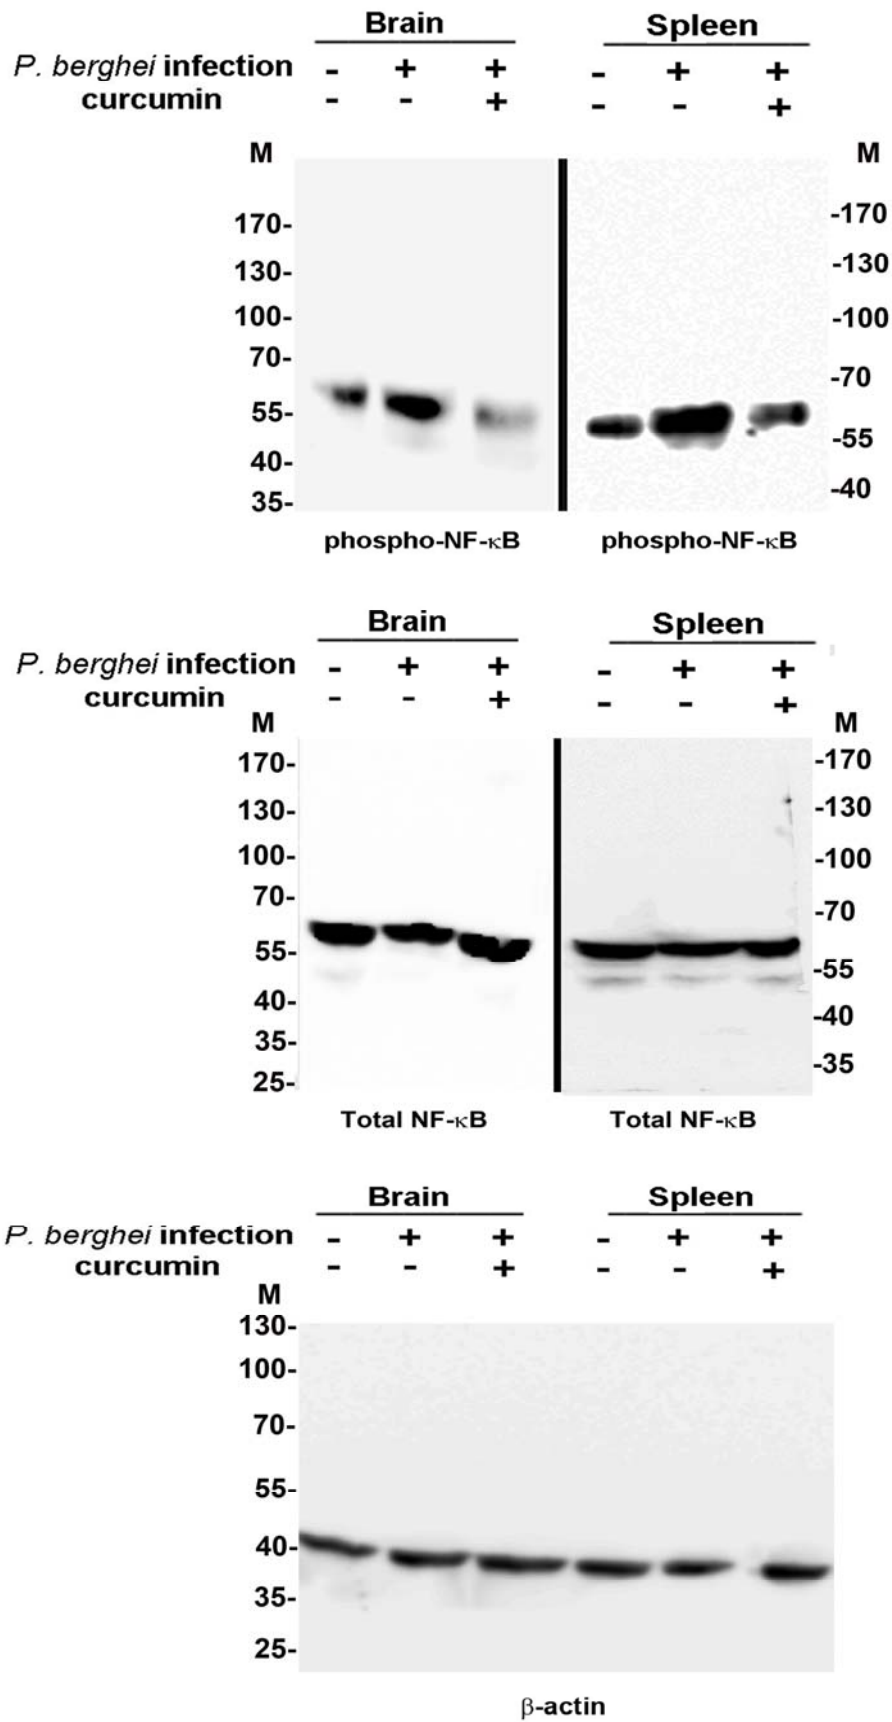 Brain Spleen
P. berghei infection - + + - + +
curcumin - - + - - +
M M
170- -170
130- -130
100- -100
70- -70
55- -55
40- -40
35-
phospho-NF-κB phospho-NF-κB
Brain Spleen
P. berghei infection - + + - + +
curcumin - - + - - +
M M
170- -170
130- -130
100- -100
70- -70
55- -55
40- -40
35- -35
25-
Total NF-κB Total NF-κB
Brain Spleen
P. berghei infection - + + - + +
curcumin - - + - - +
M
130-
100-
70-
55-
40-
35-
25-
β-actin